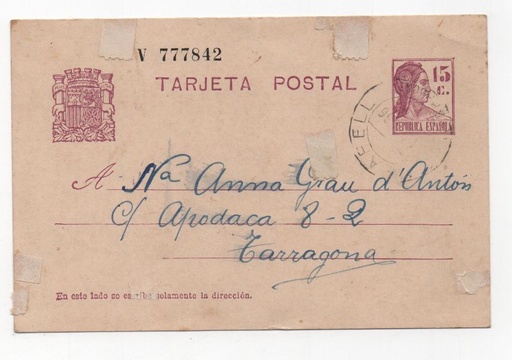 V 777842
TARJETA POSTAL
15
c.
REPUBLICA ESPAÑOLA
A Na Anna Grau d'Antón
c/ Apodaca 8-2
Tarragona
En este lado se escribe solamente la dirección.